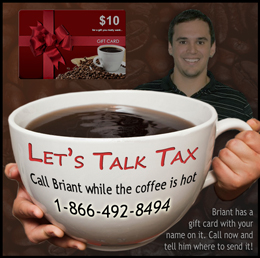 $10
GIFT CARD
LET'S TALK TAX
Call Briant while the coffee is hot
1-866-492-8494
Briant has a
gift card with your
name on it. Call now and
tell him where to send it!